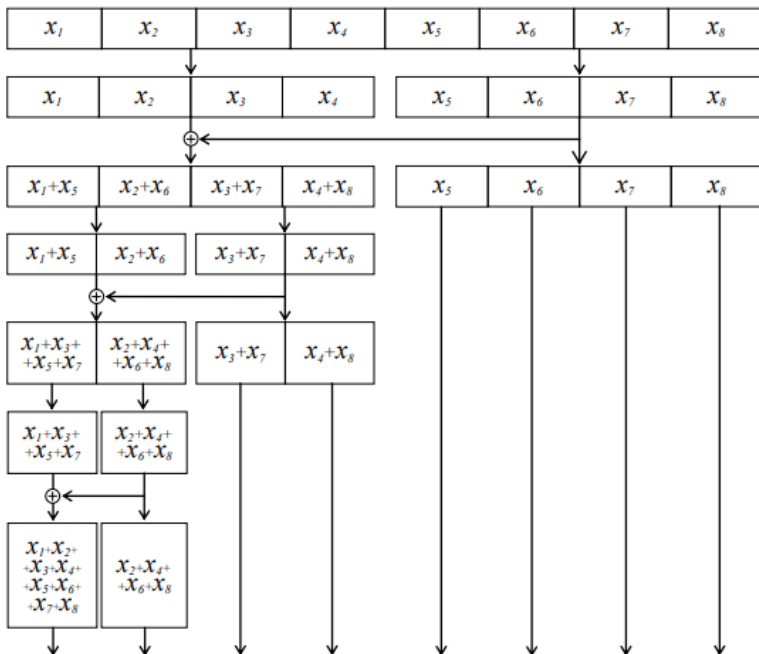 x₁ x₂ x₃ x₄ x₅ x₆ x₇ x₈
x₁ x₂ x₃ x₄ x₅ x₆ x₇ x₈
x₁+x₅ x₂+x₆ x₃+x₇ x₄+x₈ x₅ x₆ x₇ x₈
x₁+x₅ x₂+x₆ x₃+x₇ x₄+x₈
x₁+x₃+ x₂+x₄+
+x₅+x₇ +x₆+x₈ x₃+x₇ x₄+x₈
x₁+x₃+ x₂+x₄+
+x₅+x₇ +x₆+x₈
x₁+x₂+
+x₃+x₄+ x₂+x₄+
+x₅+x₆+ +x₆+x₈
+x₇+x₈